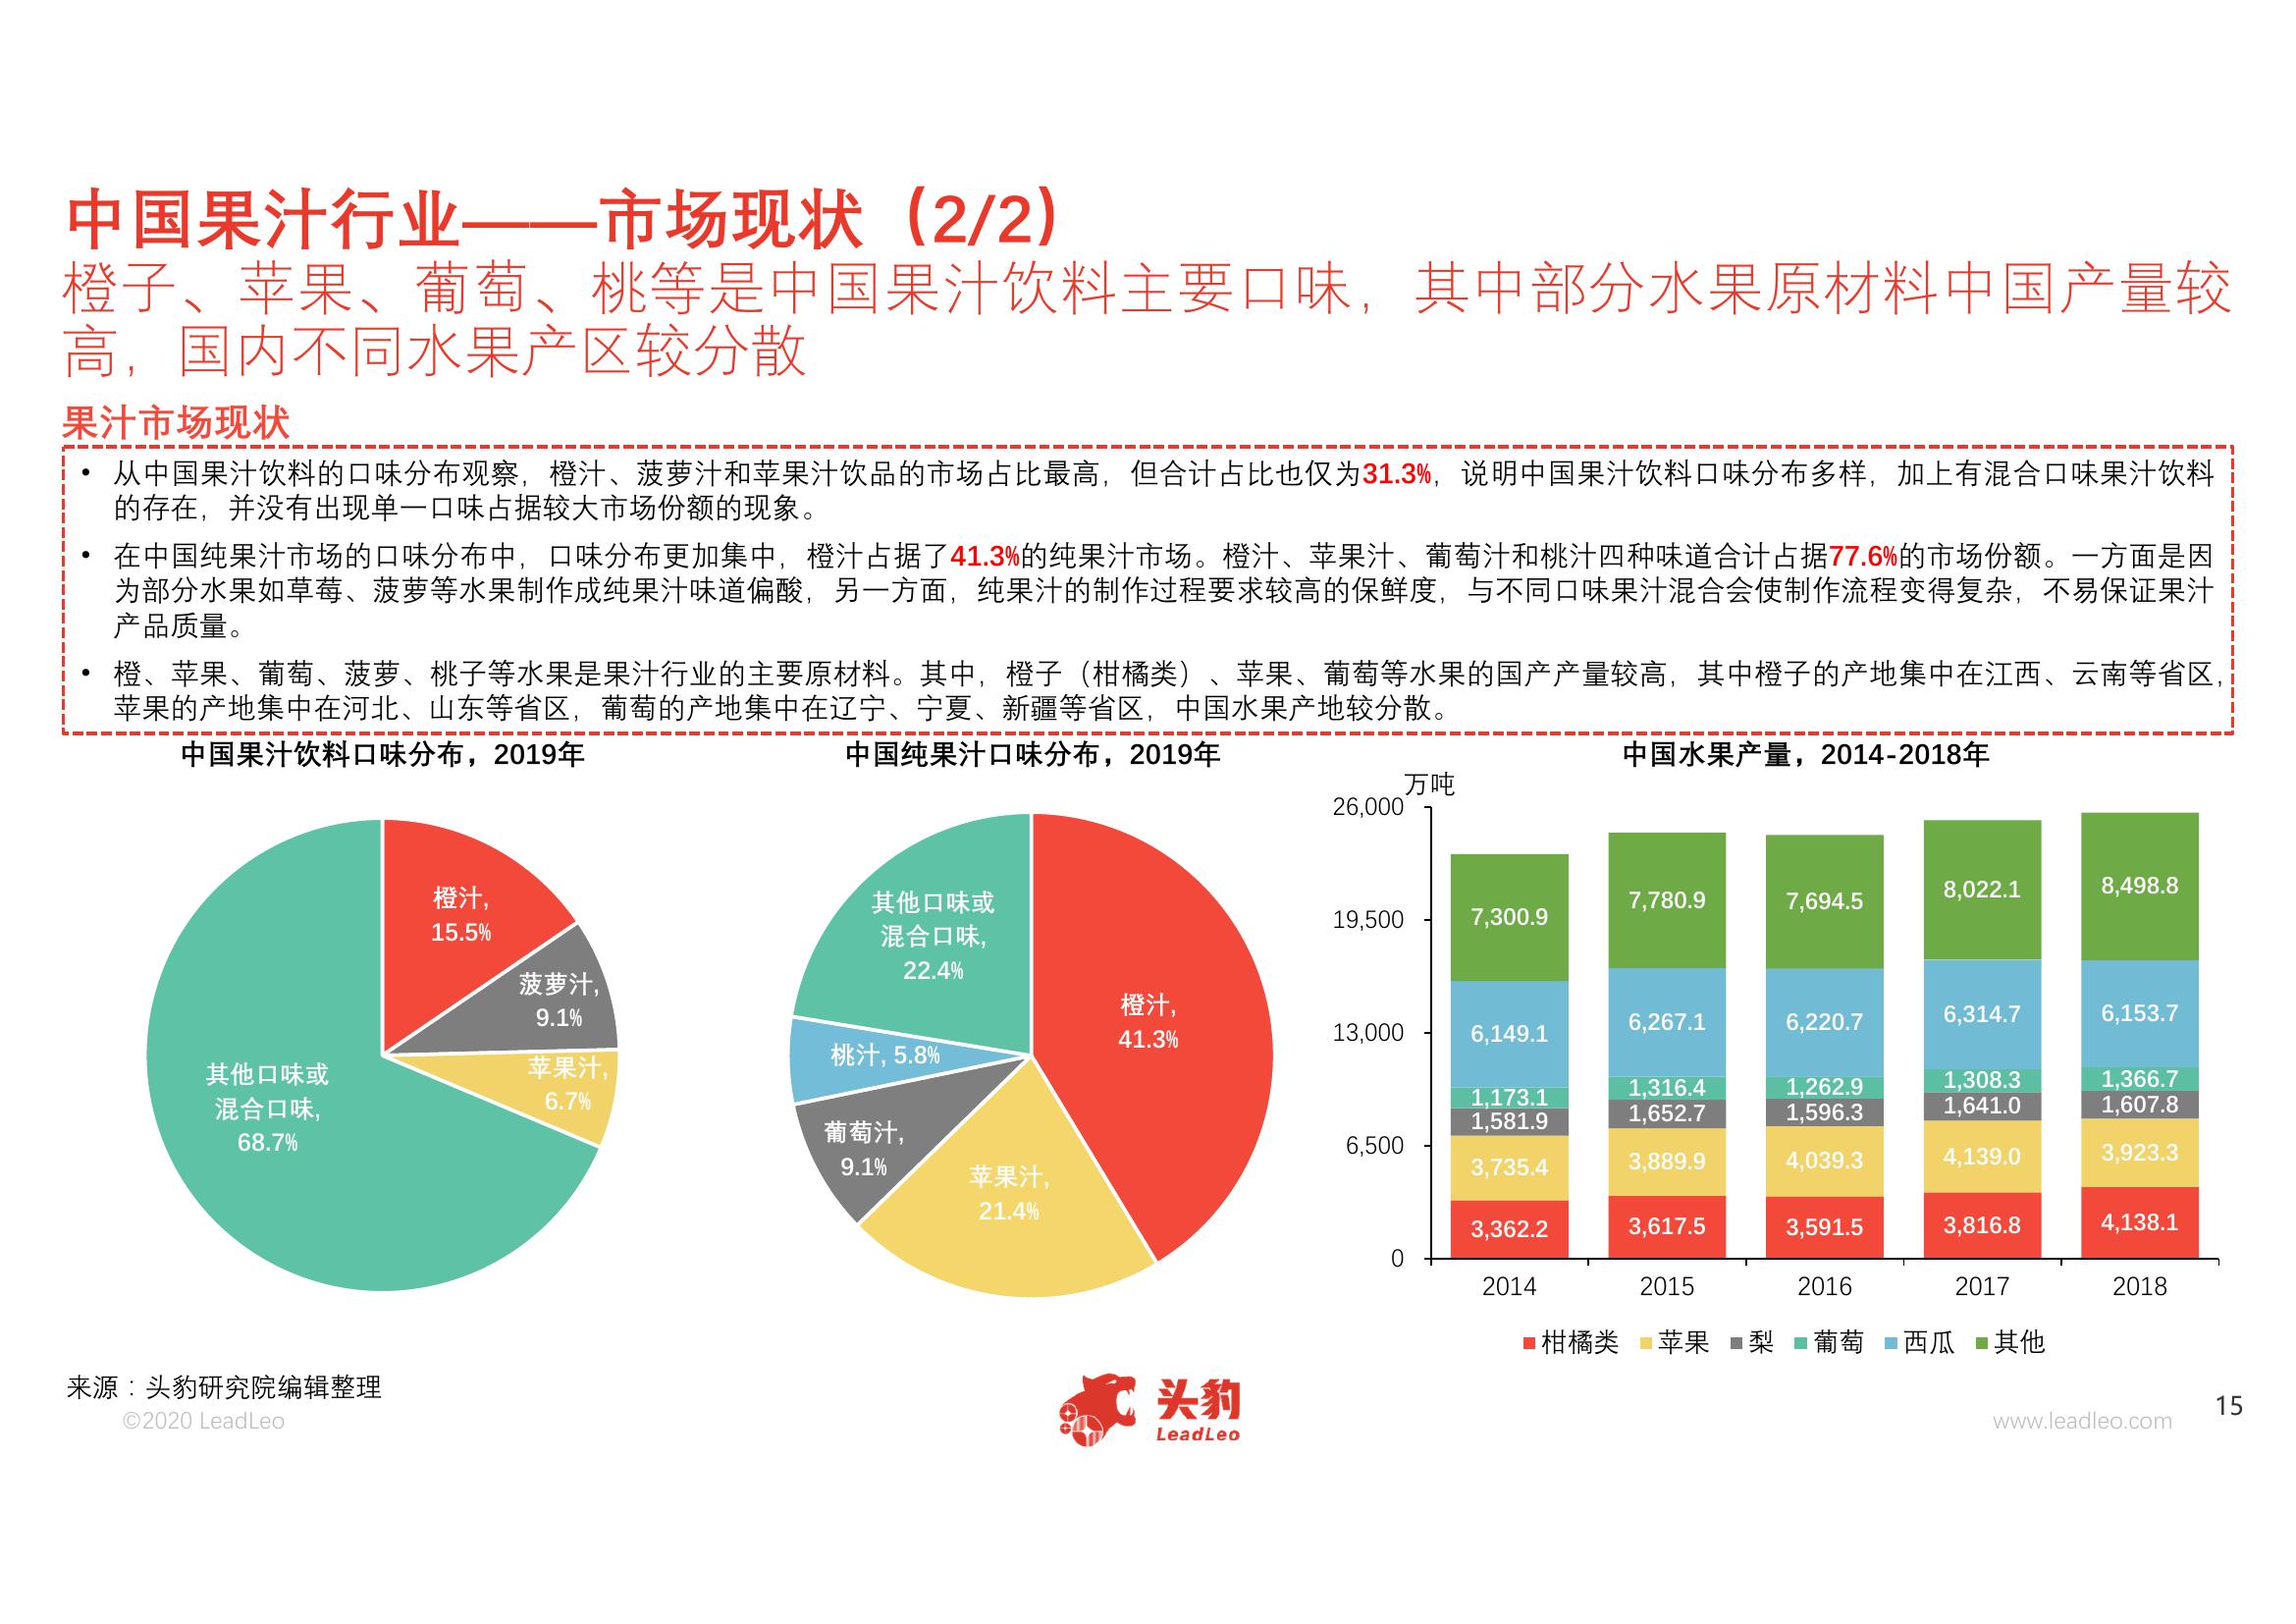 中国果汁行业——市场现状（2/2）
橙子、苹果、葡萄、桃等是中国果汁饮料主要口味，其中部分水果原材料中国产量较
高，国内不同水果产区较分散
果汁市场现状
• 从中国果汁饮料的口味分布观察，橙汁、菠萝汁和苹果汁饮品的市场占比最高，但合计占比也仅为31.3%，说明中国果汁饮料口味分布多样，加上有混合口味果汁饮料
的存在，并没有出现单一口味占据较大市场份额的现象。
• 在中国纯果汁市场的口味分布中，口味分布更加集中，橙汁占据了41.3%的纯果汁市场。橙汁、苹果汁、葡萄汁和桃汁四种味道合计占据77.6%的市场份额。一方面是因
为部分水果如草莓、菠萝等水果制作成纯果汁味道偏酸，另一方面，纯果汁的制作过程要求较高的保鲜度，与不同口味果汁混合会使制作流程变得复杂，不易保证果汁
产品质量。
• 橙、苹果、葡萄、菠萝、桃子等水果是果汁行业的主要原材料。其中，橙子（柑橘类）、苹果、葡萄等水果的国产产量较高，其中橙子的产地集中在江西、云南等省区，
苹果的产地集中在河北、山东等省区，葡萄的产地集中在辽宁、宁夏、新疆等省区，中国水果产地较分散。
中国果汁饮料口味分布，2019年
橙汁,
15.5%
菠萝汁,
9.1%
苹果汁,
6.7%
其他口味或
混合口味,
68.7%
中国纯果汁口味分布，2019年
橙汁,
41.3%
苹果汁,
21.4%
葡萄汁,
9.1%
桃汁, 5.8%
其他口味或
混合口味,
22.4%
中国水果产量，2014-2018年
万吨
26,000
19,500
13,000
6,500
0
7,300.9
6,149.1
1,173.1
1,581.9
3,735.4
3,362.2
7,780.9
6,267.1
1,316.4
1,652.7
3,889.9
3,617.5
7,694.5
6,220.7
1,262.9
1,596.3
4,039.3
3,591.5
8,022.1
6,314.7
1,308.3
1,641.0
4,139.0
3,816.8
8,498.8
6,153.7
1,366.7
1,607.8
3,923.3
4,138.1
2014 2015 2016 2017 2018
柑橘类 苹果 梨 葡萄 西瓜 其他
来源：头豹研究院编辑整理
©2020 LeadLeo
头豹
LeadLeo
www.leadleo.com
15